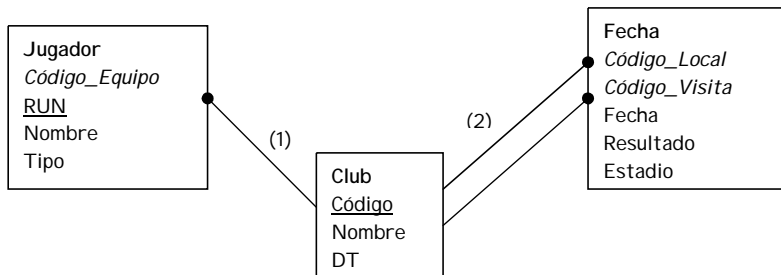 Jugador
Código_Equipo
RUN
Nombre
Tipo
(1)
Club
Código
Nombre
DT
(2)
Fecha
Código_Local
Código_Visita
Fecha
Resultado
Estadio